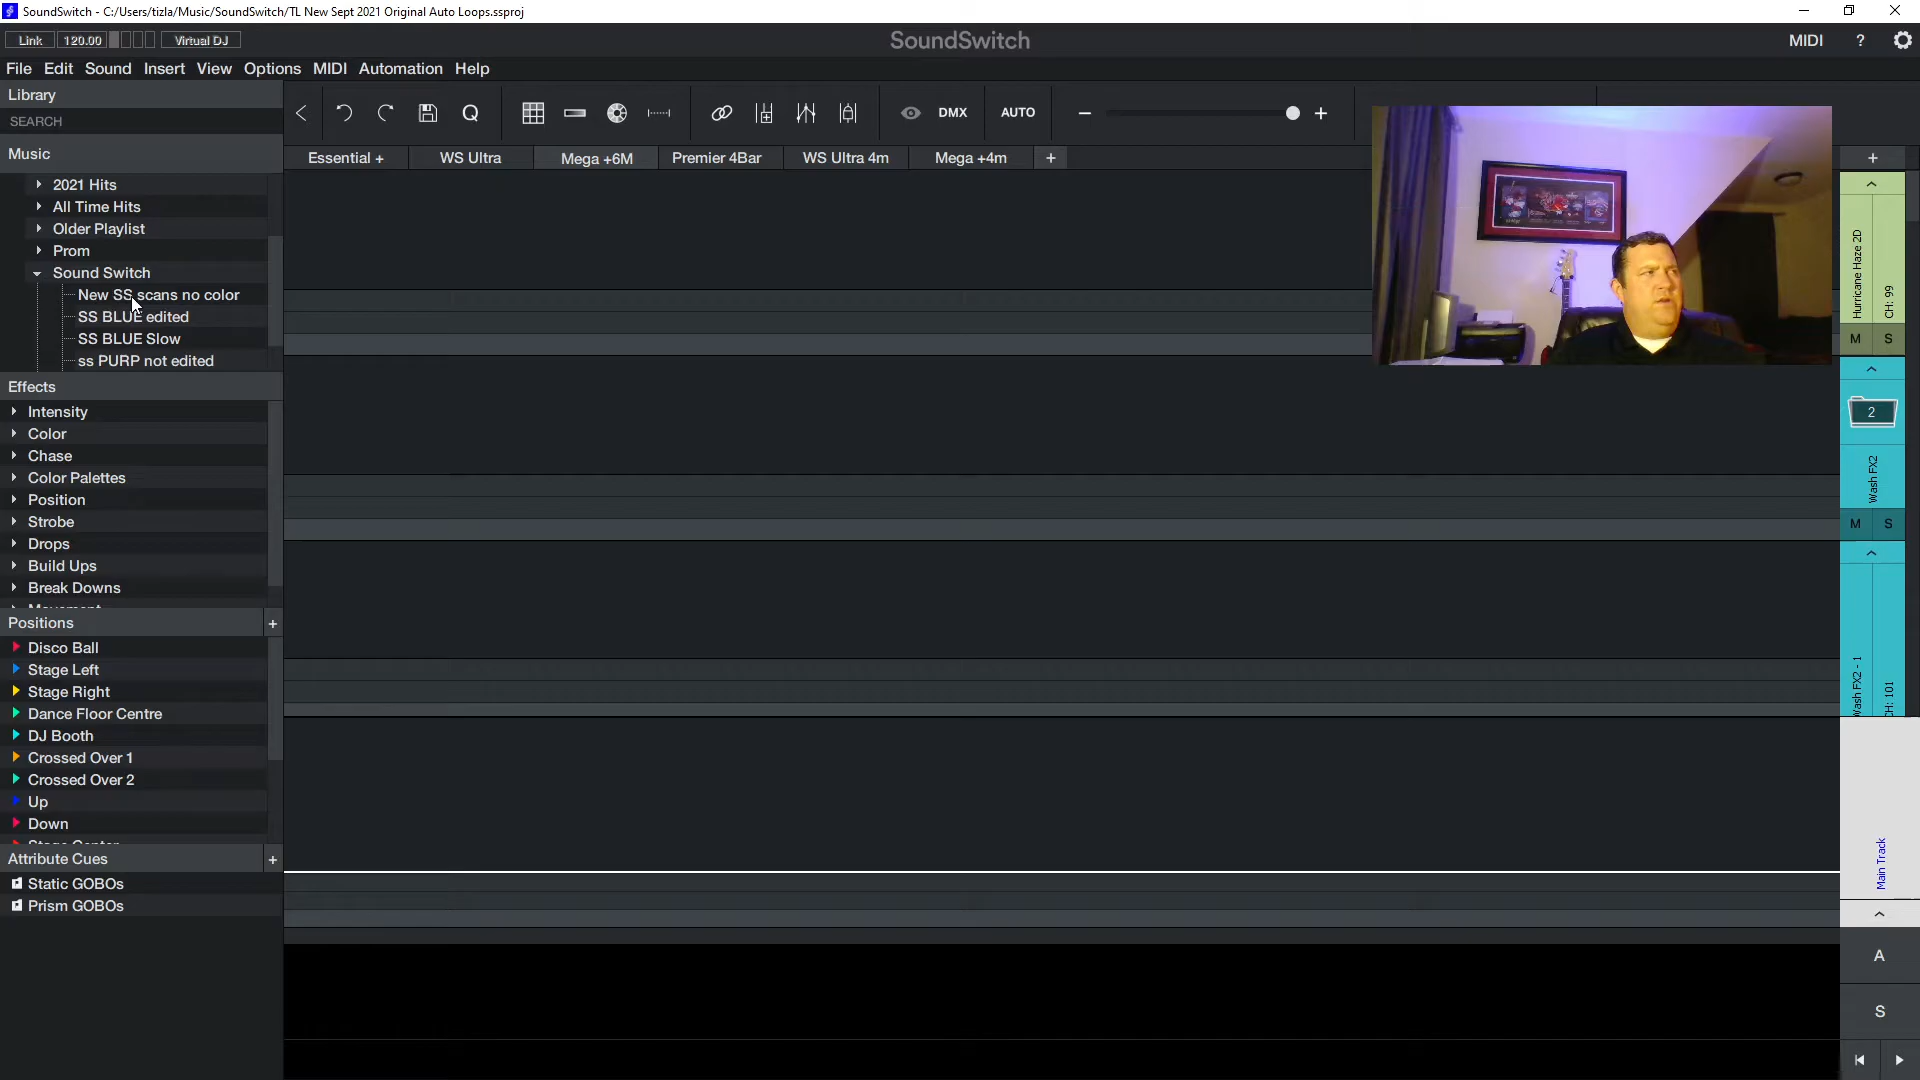 SoundSwitch - C:/Users/tizla/Music/SoundSwitch/TL New Sept 2021 Original Auto Loops.ssproj
Link 120.00 Virtual DJ
SoundSwitch
MIDI ?
File Edit Sound Insert View Options MIDI Automation Help
Library
SEARCH
Q DMX AUTO
Music
Essential + WS Ultra Mega +6M Premier 4Bar WS Ultra 4m Mega +4m + +
2021 Hits
All Time Hits
Older Playlist
Prom
Sound Switch
New SS scans no color
SS BLUE edited
SS BLUE Slow
ss PURP not edited
Hurricane Haze 2D CH: 99
M S
Effects
Intensity
Color
Chase
Color Palettes
Position
Strobe
Drops
Build Ups
Break Downs
Movement
2
Wash FX2
M S
Wash FX2 - 1 CH: 101
Positions +
Disco Ball
Stage Left
Stage Right
Dance Floor Centre
DJ Booth
Crossed Over 1
Crossed Over 2
Up
Down
Stage Center
Main Track
Attribute Cues +
Static GOBOs
Prism GOBOs
A
S